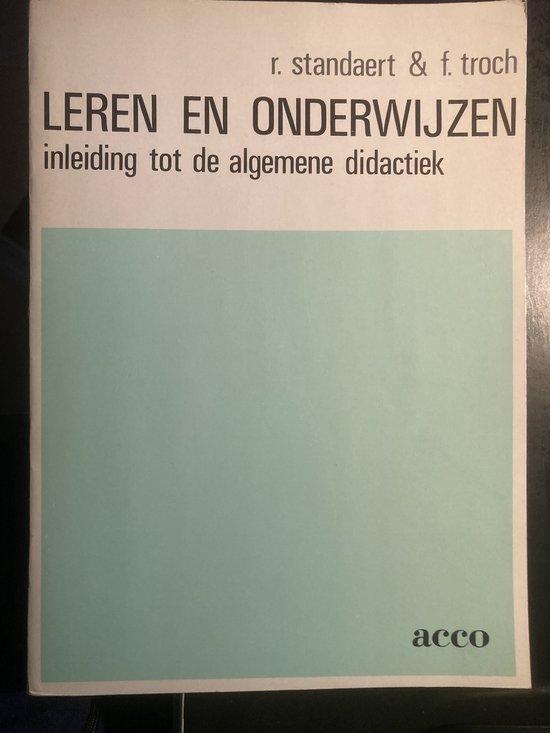 r. standaert & f. troch
LEREN EN ONDERWIJZEN
inleiding tot de algemene didactiek
acco